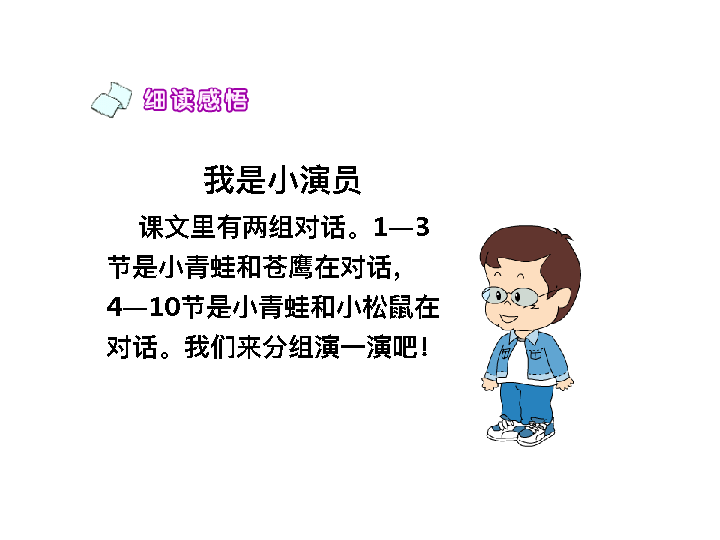 细读感悟
我是小演员
课文里有两组对话。1—3
节是小青蛙和苍鹰在对话，
4—10节是小青蛙和小松鼠在
对话。我们来分组演一演吧！